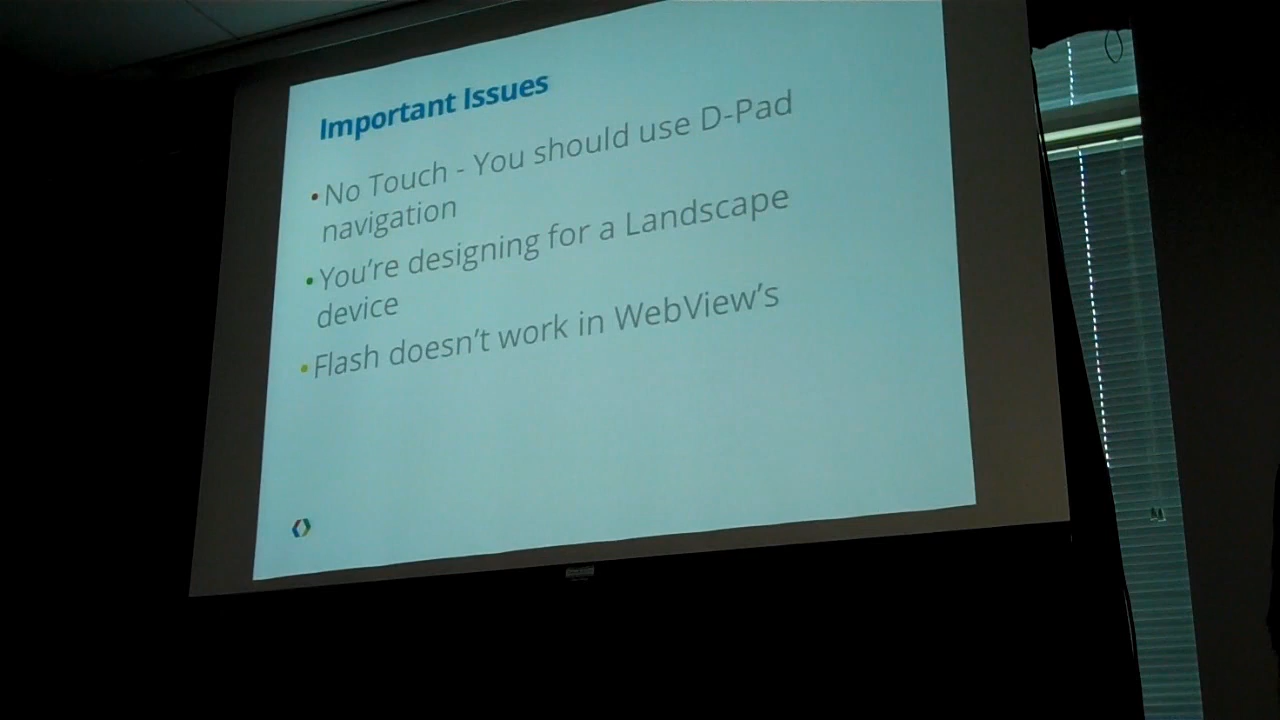 Important Issues
•No Touch - You should use D-Pad
navigation
•You’re designing for a Landscape
device
•Flash doesn’t work in WebView’s